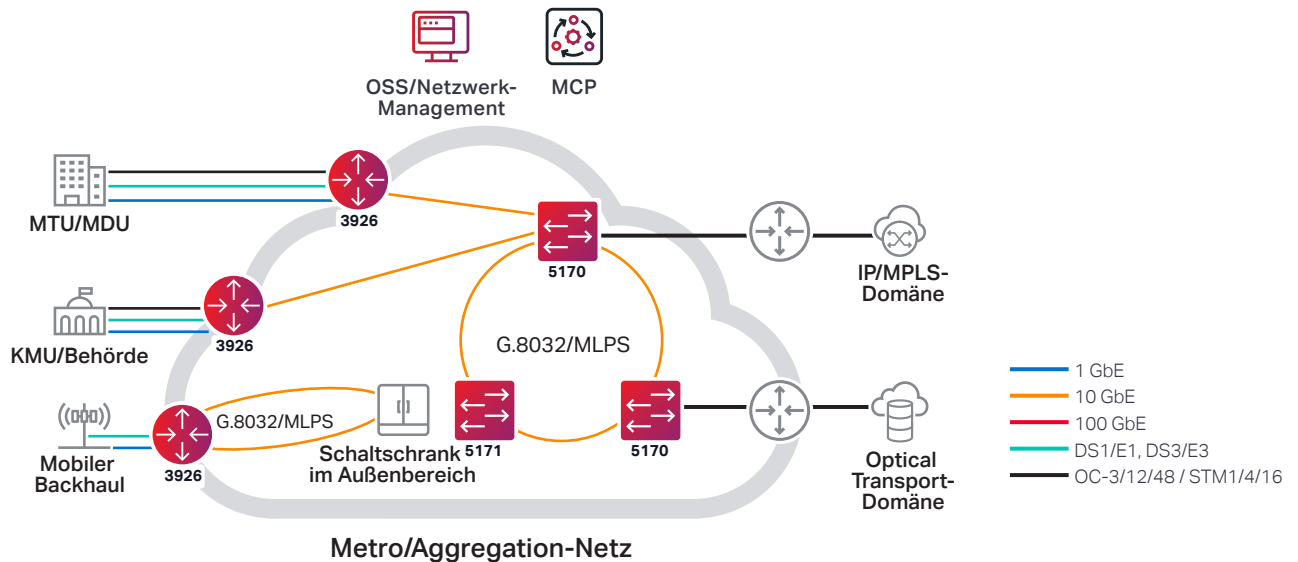 OSS/Netzwerk-
Management
MCP
MTU/MDU
3926
5170
IP/MPLS-
Domäne
KMU/Behörde
3926
G.8032/MLPS
1 GbE
10 GbE
100 GbE
DS1/E1, DS3/E3
OC-3/12/48 / STM1/4/16
G.8032/MLPS
Mobiler
Backhaul
3926
Schaltschrank
im Außenbereich
5171
5170
Optical
Transport-
Domäne
Metro/Aggregation-Netz